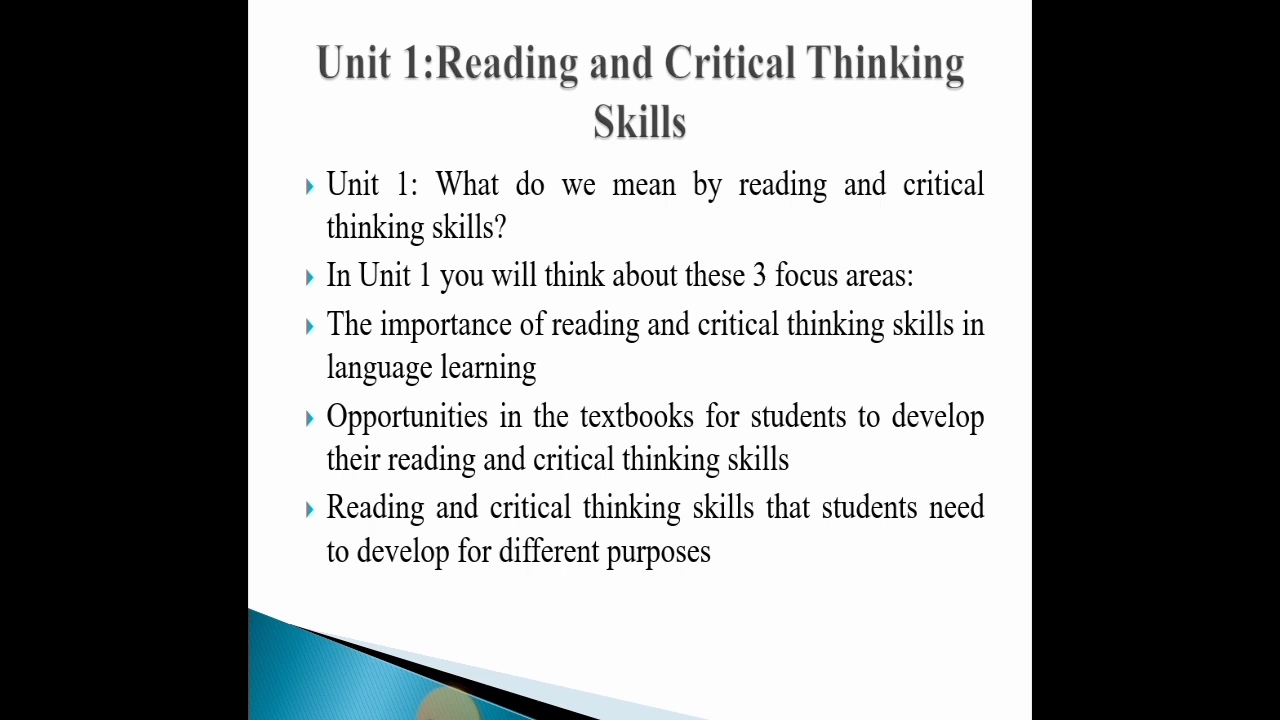 Unit 1:Reading and Critical Thinking
Skills
Unit 1: What do we mean by reading and critical
thinking skills?
In Unit 1 you will think about these 3 focus areas:
The importance of reading and critical thinking skills in
language learning
Opportunities in the textbooks for students to develop
their reading and critical thinking skills
Reading and critical thinking skills that students need
to develop for different purposes